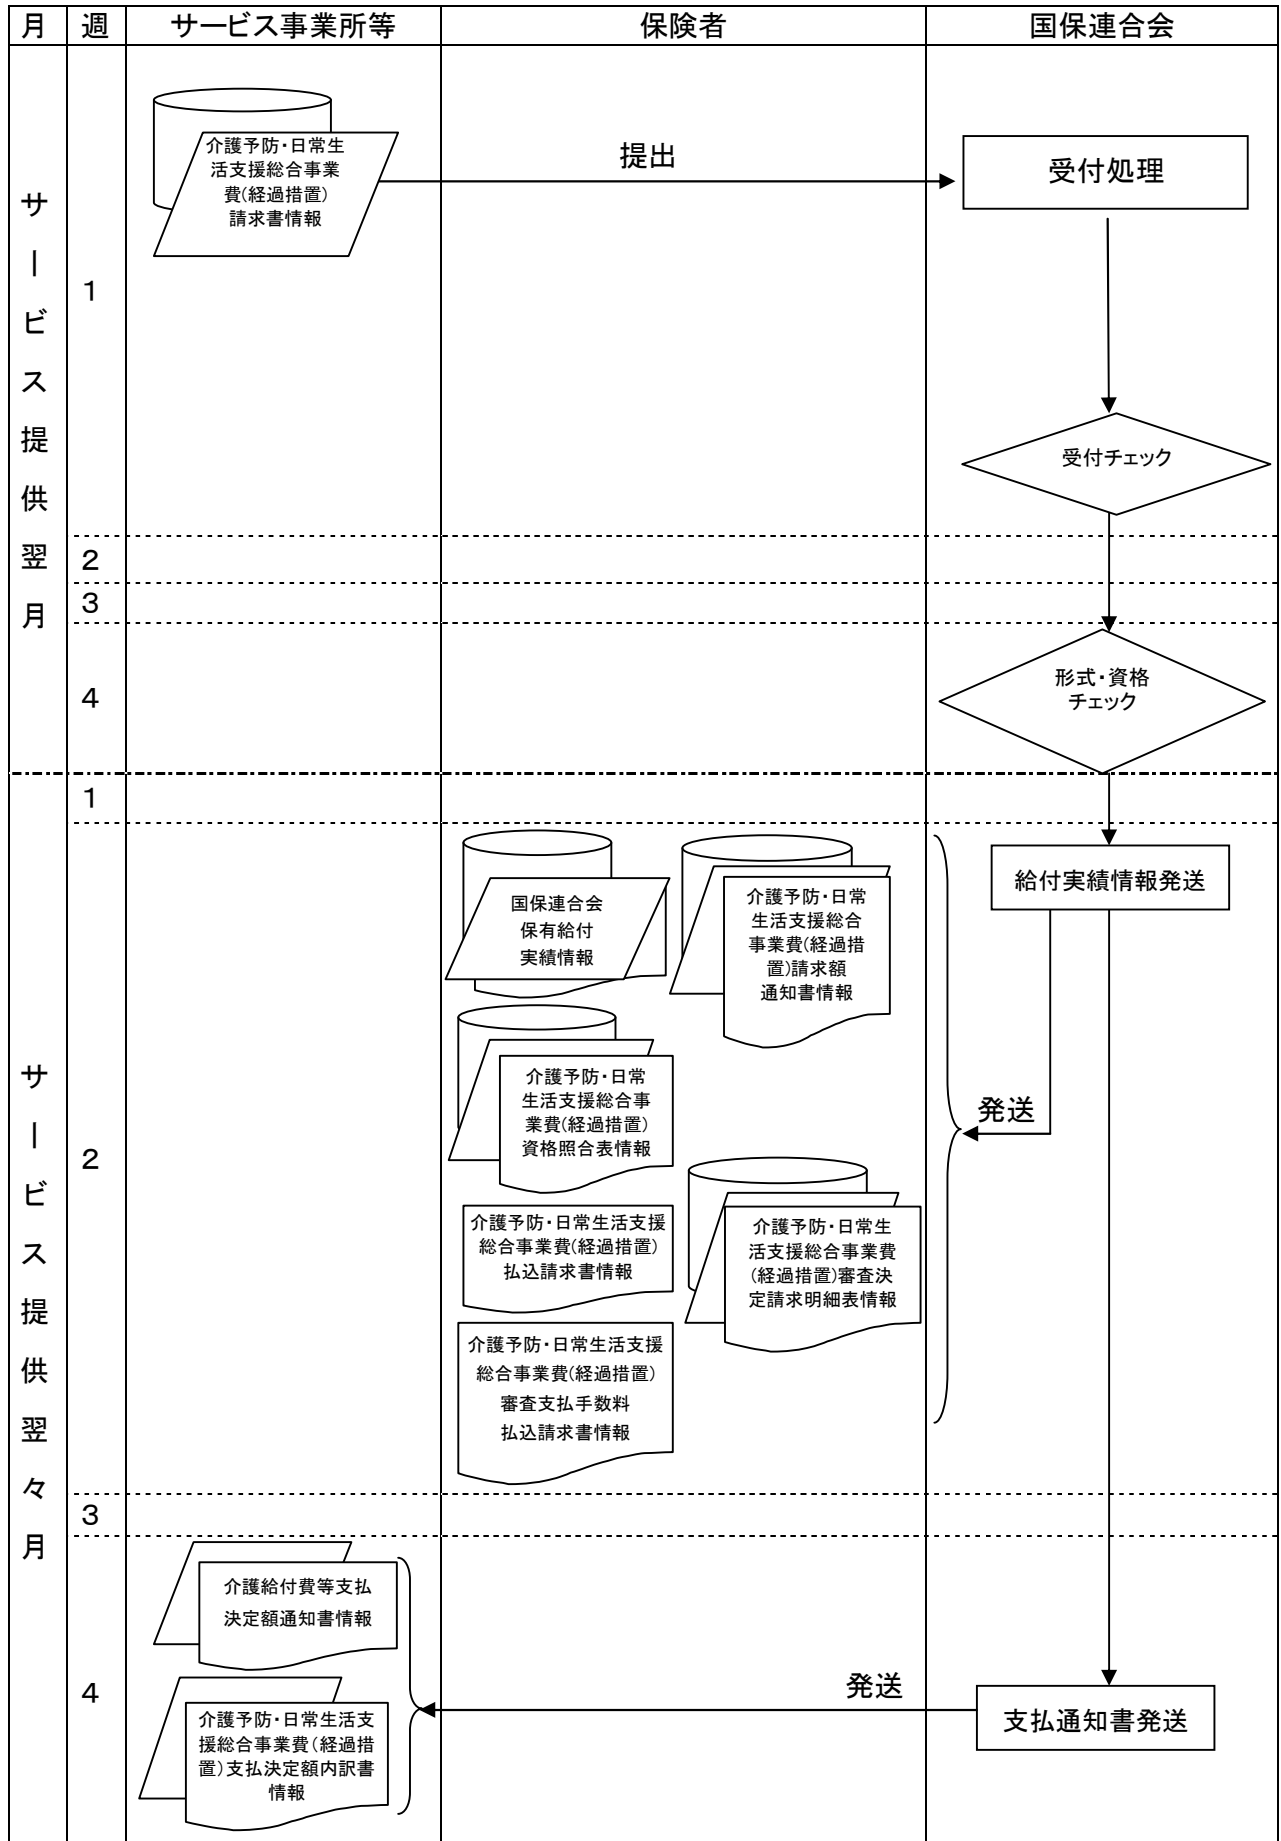 月 週 サービス事業所等 保険者 国保連合会
サービス提供翌月
1
介護予防・日常生
活支援総合事業
費(経過措置)
請求書情報
提出
受付処理
受付チェック
2
3
4
形式・資格
チェック
サービス提供翌々月
1
2
国保連合会
保有給付
実績情報
介護予防・日常
生活支援総合
事業費(経過措
置)請求額
通知書情報
給付実績情報発送
介護予防・日常
生活支援総合事
業費(経過措置)
資格照合表情報
発送
介護予防・日常生活支援
総合事業費(経過措置)
払込請求書情報
介護予防・日常生
活支援総合事業費
(経過措置)審査決
定請求明細表情報
介護予防・日常生活支援
総合事業費(経過措置)
審査支払手数料
払込請求書情報
3
4
介護給付費等支払
決定額通知書情報
介護予防・日常生活支
援総合事業費(経過措
置)支払決定額内訳書
情報
発送
支払通知書発送